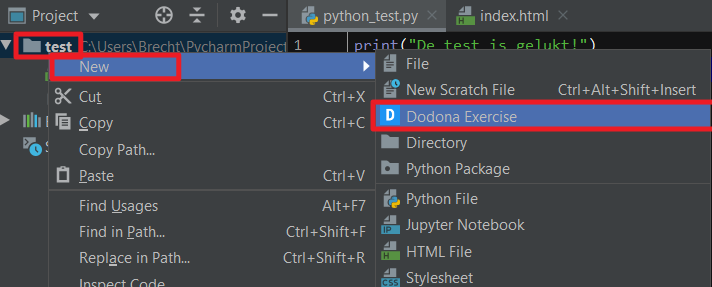 Project
python_test.py
index.html
test C:\Users\Brecht\PycharmProject
1 print("De test is gelukt!")
New
Cut Ctrl+X
Copy Ctrl+C
Copy Path...
Paste Ctrl+V
Find Usages Alt+F7
Find in Path... Ctrl+Shift+F
Replace in Path... Ctrl+Shift+R
Inspect Code
File
New Scratch File Ctrl+Alt+Shift+Insert
D Dodona Exercise
Directory
Python Package
Python File
IP Jupyter Notebook
H HTML File
CSS Stylesheet